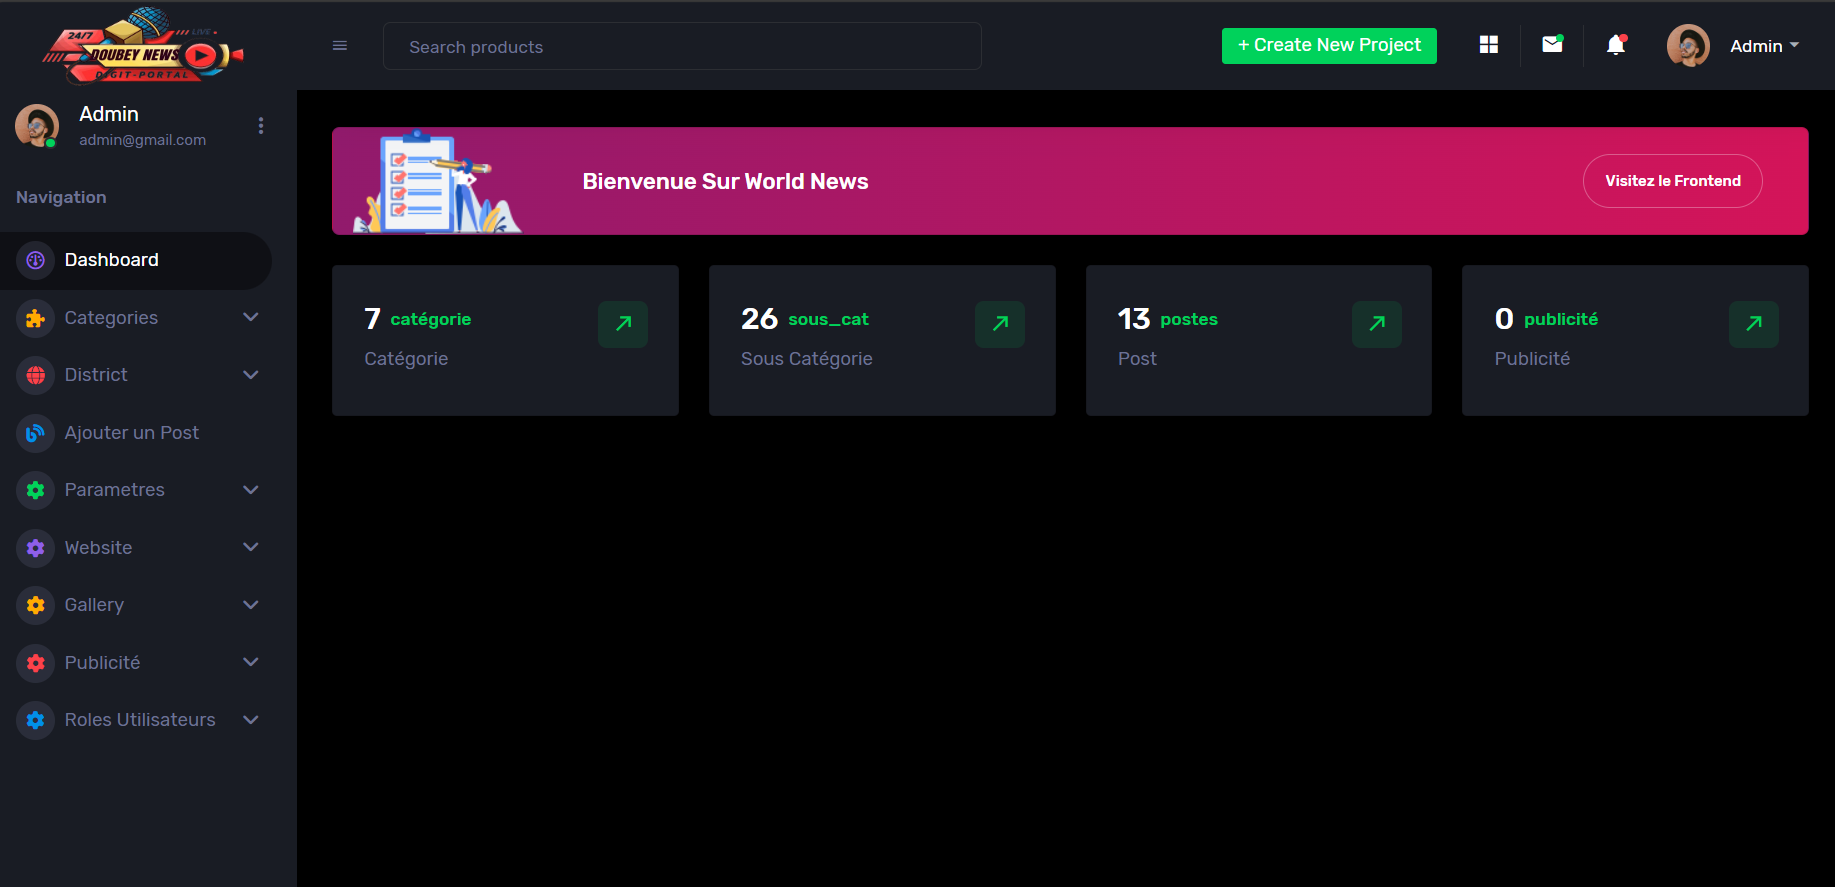 24/7
LIVE
DOUBEY NEWS
DIGIT-PORTAL
Search products
+ Create New Project
Admin
Admin
admin@gmail.com
Navigation
Dashboard
Categories
District
Ajouter un Post
Parametres
Website
Gallery
Publicité
Roles Utilisateurs
Bienvenue Sur World News
Visitez le Frontend
7 catégorie
Catégorie
26 sous_cat
Sous Catégorie
13 postes
Post
0 publicité
Publicité